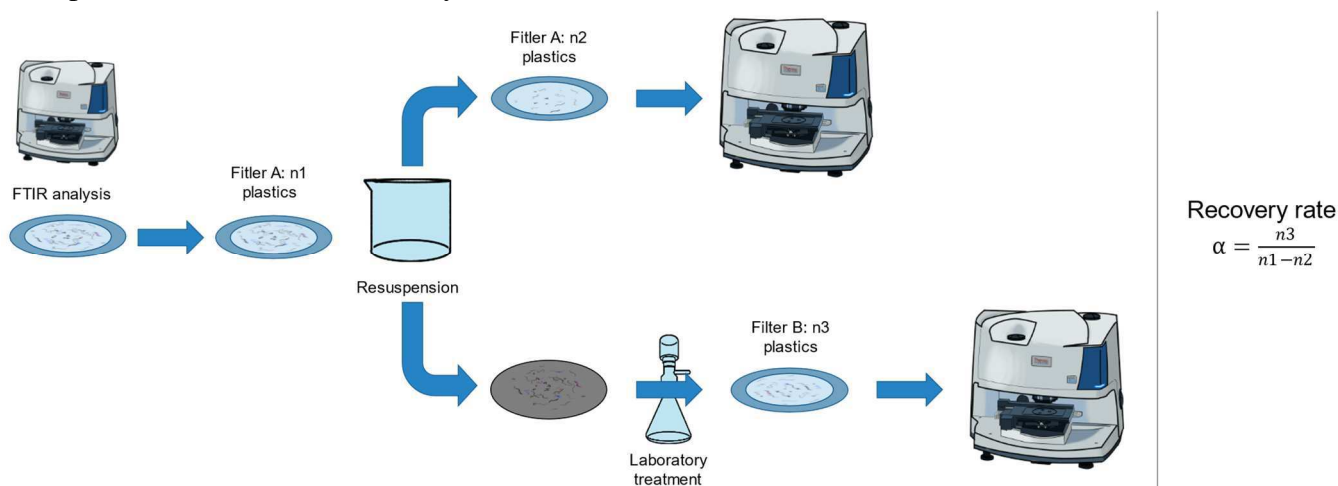 Fitler A: n2
plastics
FTIR analysis
Fitler A: n1
plastics
Resuspension
Filter B: n3
plastics
Laboratory
treatment
Recovery rate
α = n3
n1−n2